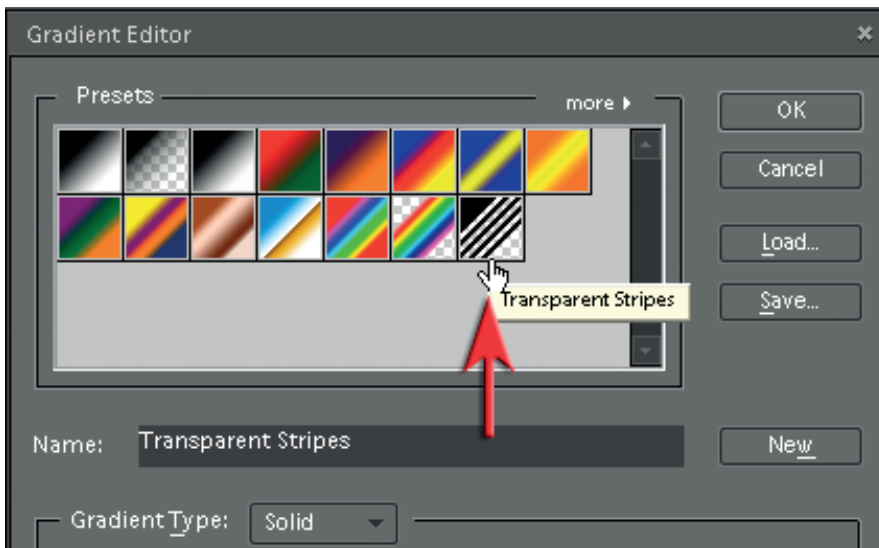 Gradient Editor
Presets
more
OK
Cancel
Load...
Save...
Transparent Stripes
Name: Transparent Stripes
New
Gradient Type: Solid